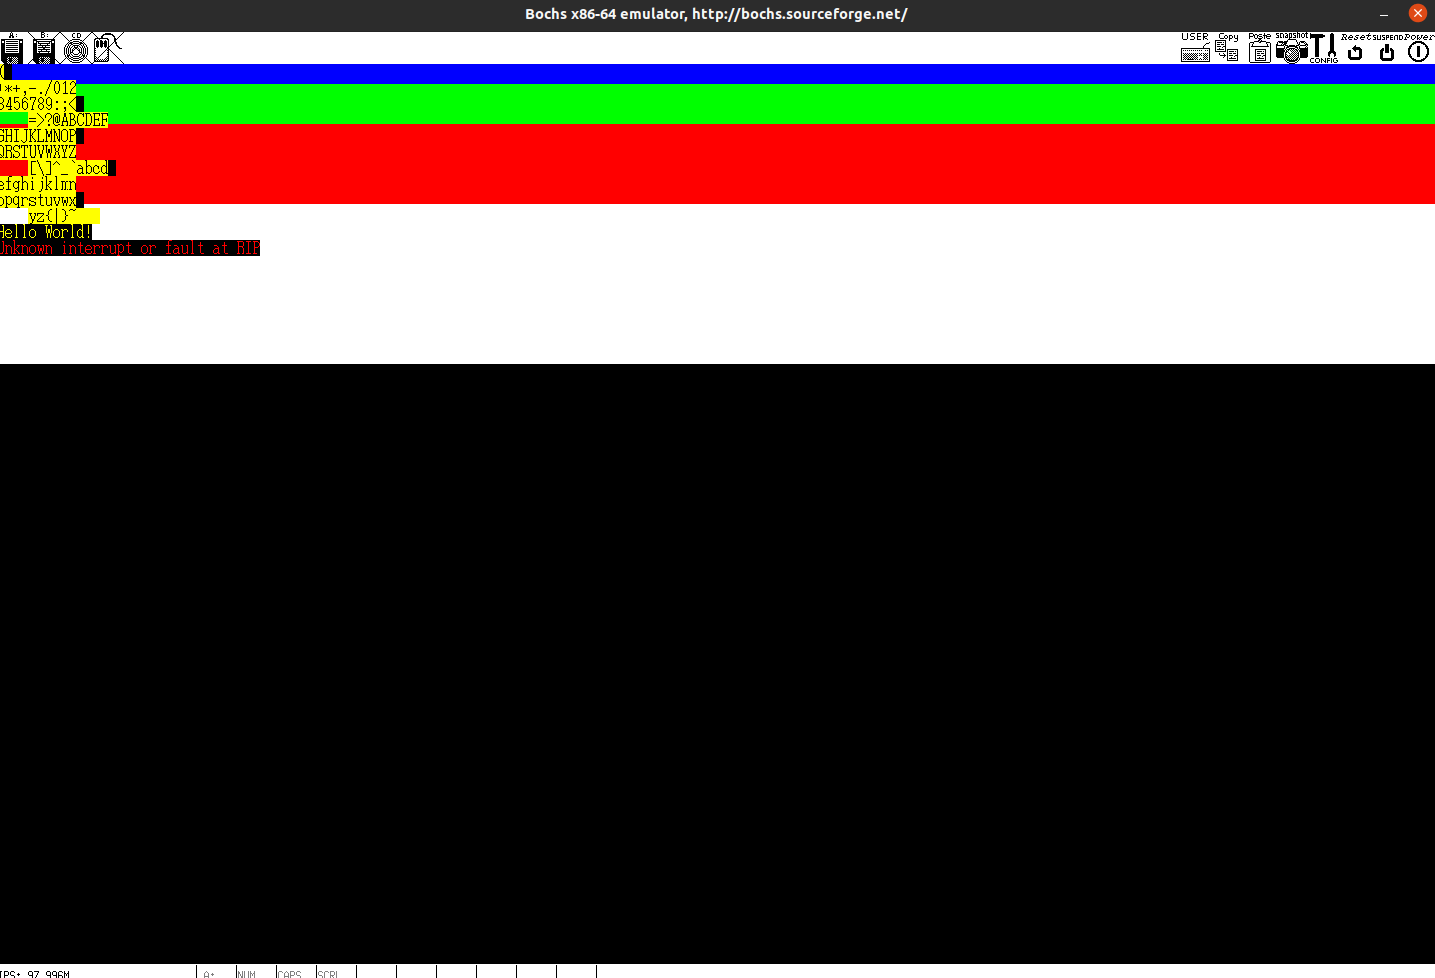 Bochs x86-64 emulator, http://bochs.sourceforge.net/
A: B: CD USER Copy Paste snapshot CONFIG Reset SUSPEND Power
(
*+,-./012
3456789:;<
=>?@ABCDEF
GHIJKLMNOP
QRSTUVWXYZ
[\]^_`abcd
efghijklmn
opqrstuvwx
yz{|}~
Hello World!
Unknown interrupt or fault at RIP
IPS: 97.996M A: NUM CAPS SCRL